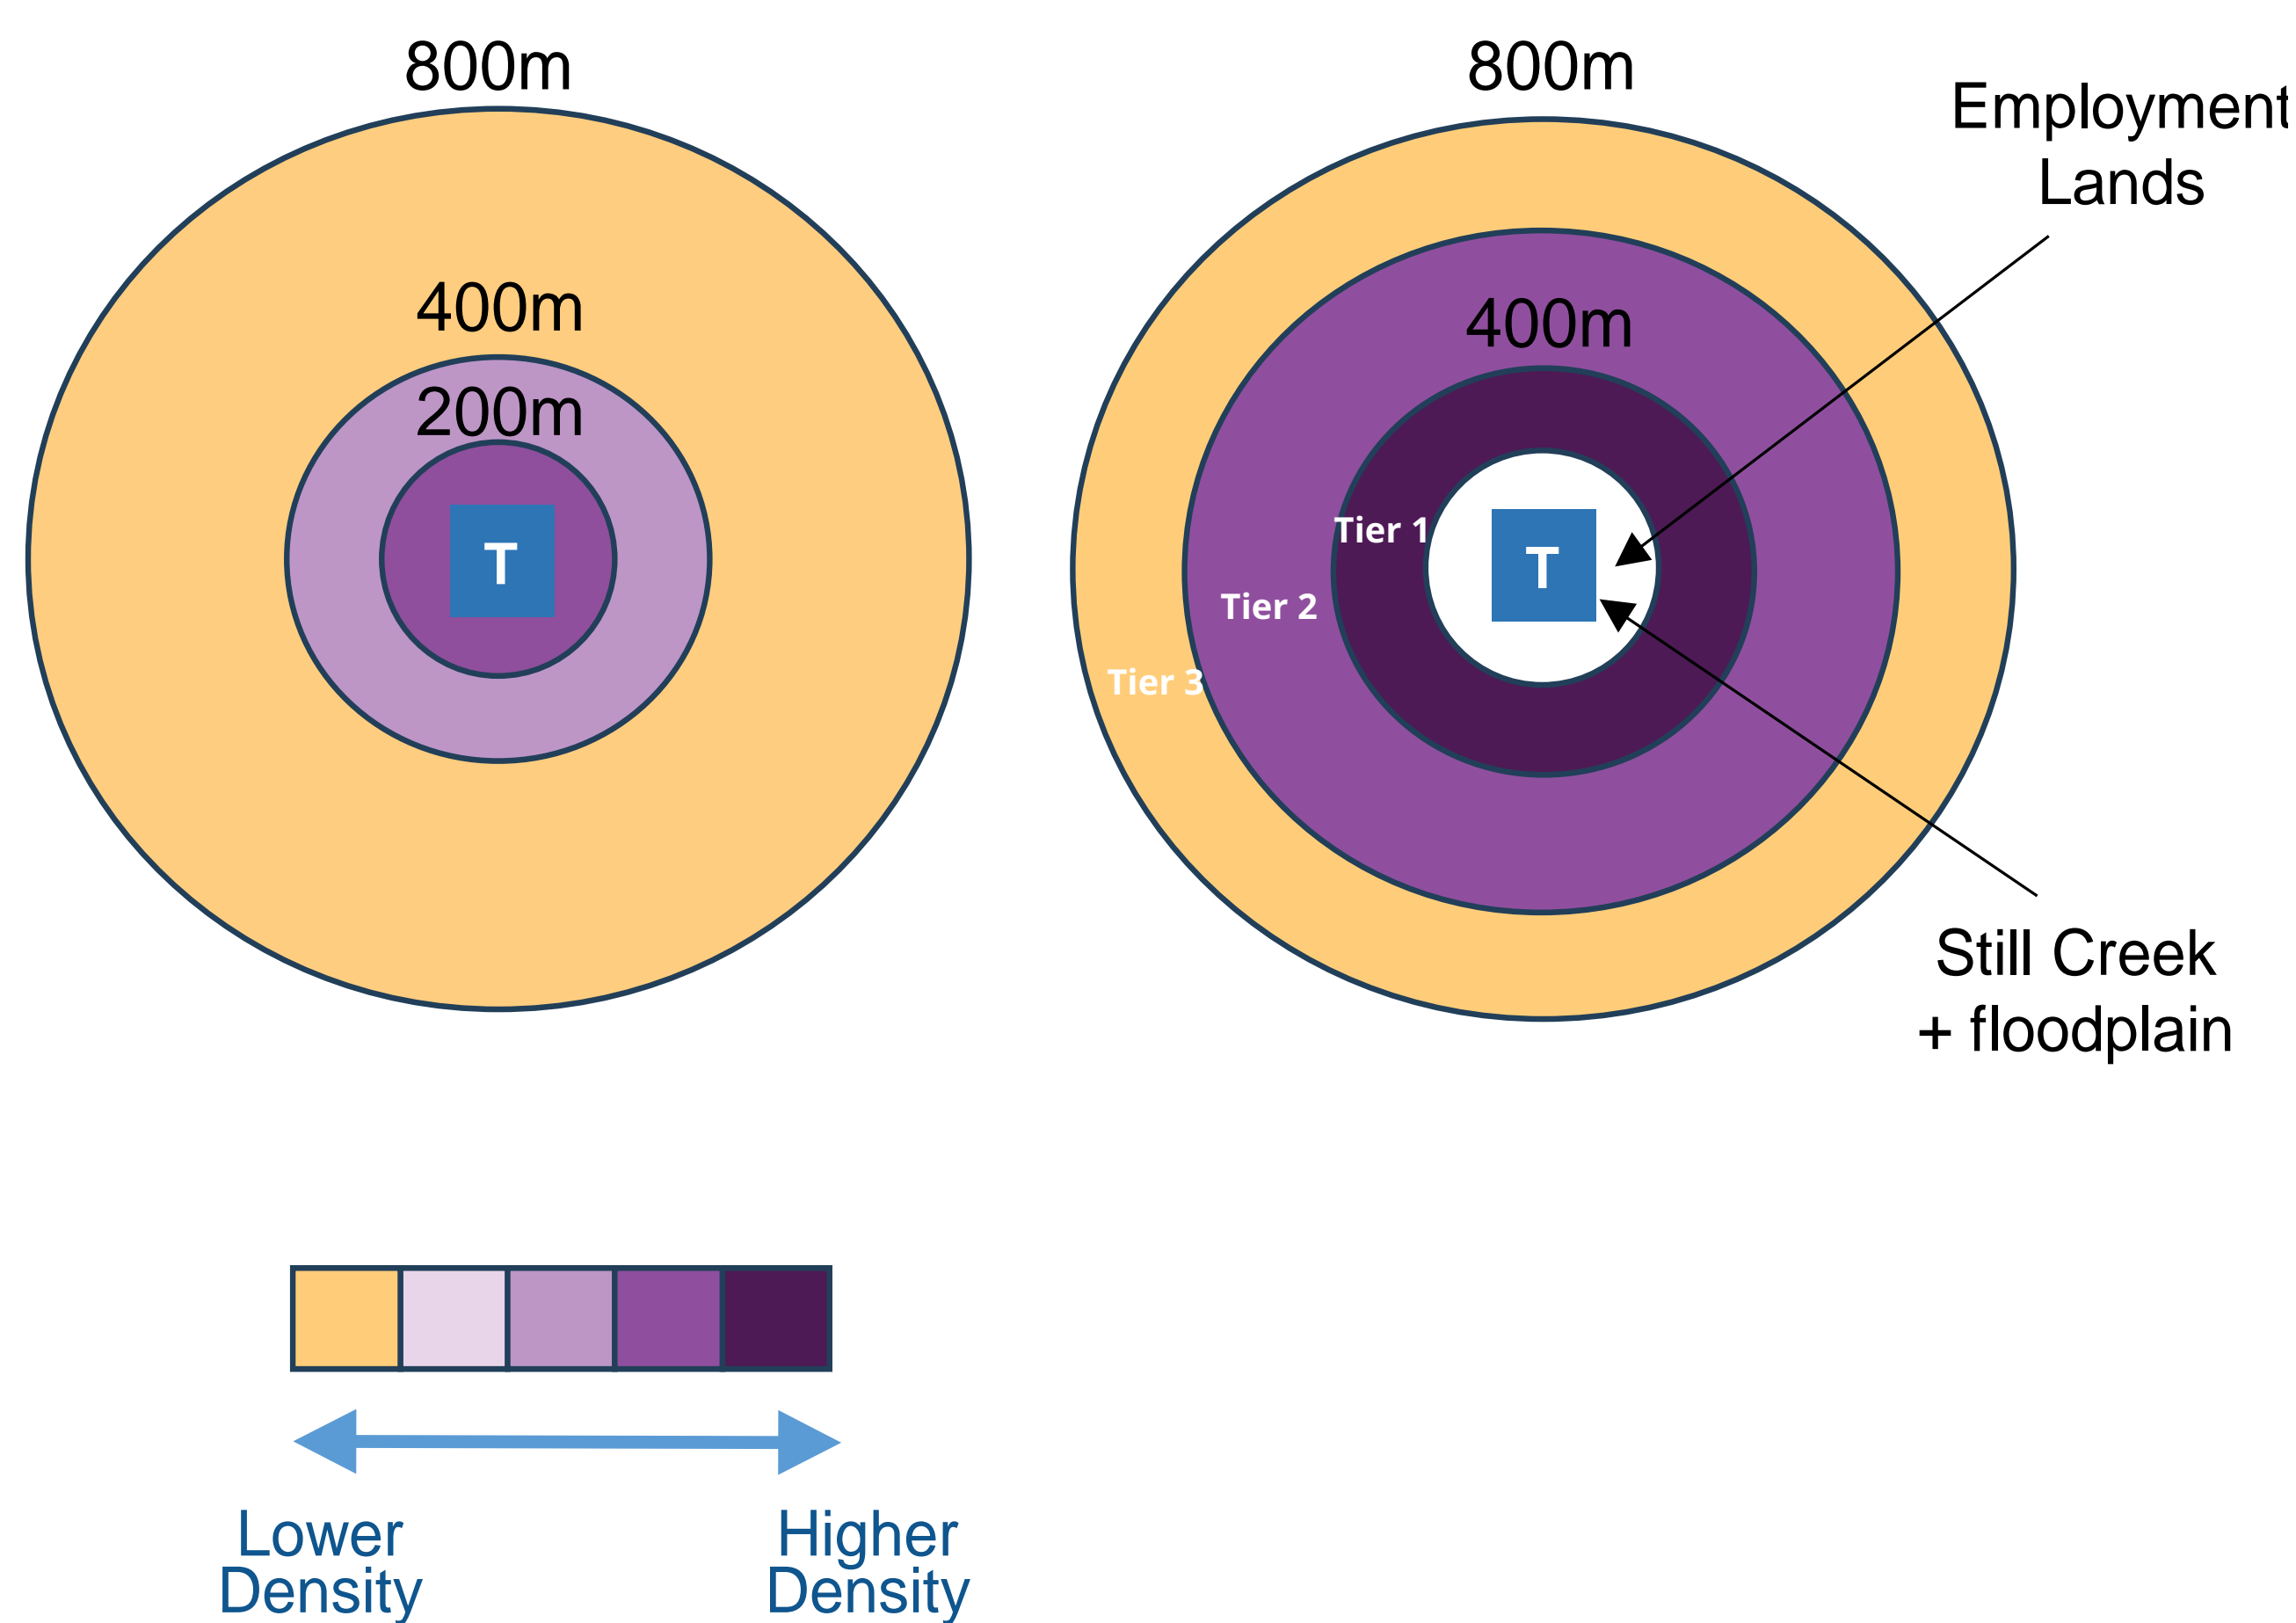 800m
400m
200m
T
800m
400m
Tier 1
Tier 2
Tier 3
T
Employment
Lands
Still Creek
+ floodplain
Lower
Density
Higher
Density